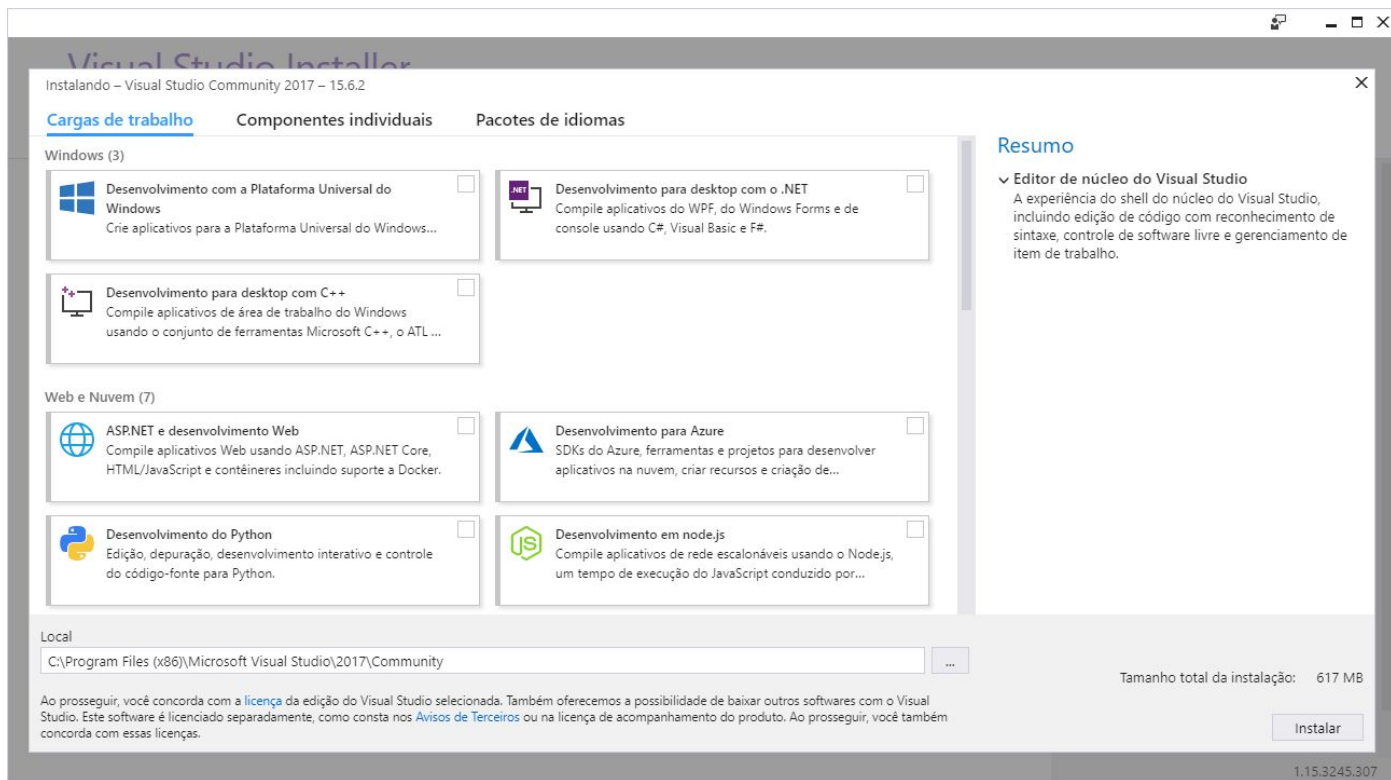 Visual Studio Installer
Instalando – Visual Studio Community 2017 – 15.6.2
Cargas de trabalho
Componentes individuais
Pacotes de idiomas
Windows (3)
Desenvolvimento com a Plataforma Universal do
Windows
Crie aplicativos para a Plataforma Universal do Windows...
.NET
Desenvolvimento para desktop com o .NET
Compile aplicativos do WPF, do Windows Forms e de
console usando C#, Visual Basic e F#.
Desenvolvimento para desktop com C++
Compile aplicativos de área de trabalho do Windows
usando o conjunto de ferramentas Microsoft C++, o ATL ...
Web e Nuvem (7)
ASP.NET e desenvolvimento Web
Compile aplicativos Web usando ASP.NET, ASP.NET Core,
HTML/JavaScript e contêineres incluindo suporte a Docker.
Desenvolvimento para Azure
SDKs do Azure, ferramentas e projetos para desenvolver
aplicativos na nuvem, criar recursos e criação de...
Desenvolvimento do Python
Edição, depuração, desenvolvimento interativo e controle
do código-fonte para Python.
JS
Desenvolvimento em node.js
Compile aplicativos de rede escalonáveis usando o Node.js,
um tempo de execução do JavaScript conduzido por...
Resumo
Editor de núcleo do Visual Studio
A experiência do shell do núcleo do Visual Studio,
incluindo edição de código com reconhecimento de
sintaxe, controle de software livre e gerenciamento de
item de trabalho.
Local
C:\Program Files (x86)\Microsoft Visual Studio\2017\Community
...
Ao prosseguir, você concorda com a licença da edição do Visual Studio selecionada. Também oferecemos a possibilidade de baixar outros softwares com o Visual
Studio. Este software é licenciado separadamente, como consta nos Avisos de Terceiros ou na licença de acompanhamento do produto. Ao prosseguir, você também
concorda com essas licenças.
Tamanho total da instalação: 617 MB
Instalar
1.15.3245.307